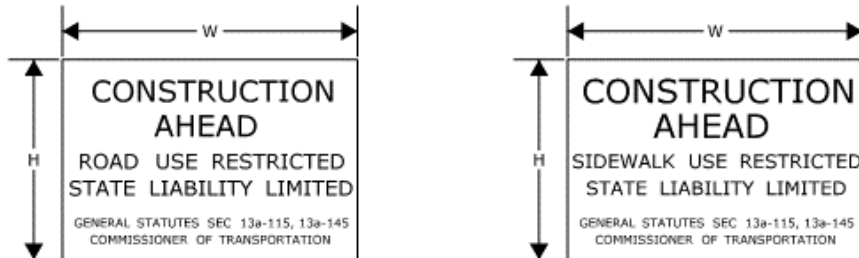 W
H
CONSTRUCTION
AHEAD
ROAD USE RESTRICTED
STATE LIABILITY LIMITED
GENERAL STATUTES SEC 13a-115, 13a-145
COMMISSIONER OF TRANSPORTATION
W
H
CONSTRUCTION
AHEAD
SIDEWALK USE RESTRICTED
STATE LIABILITY LIMITED
GENERAL STATUTES SEC 13a-115, 13a-145
COMMISSIONER OF TRANSPORTATION